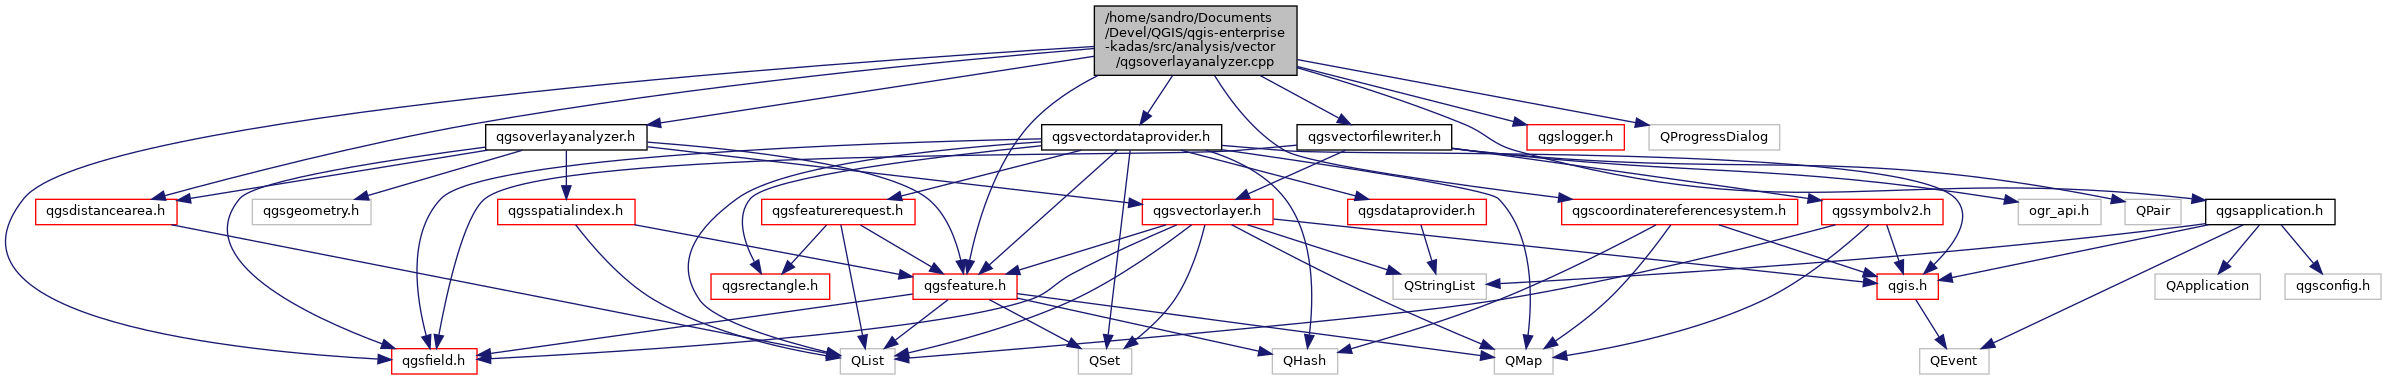 /home/sandro/Documents
/Devel/QGIS/qgis-enterprise
-kadas/src/analysis/vector
/qgsoverlayanalyzer.cpp
qgsoverlayanalyzer.h
qgsvectordataprovider.h
qgsvectorfilewriter.h
qgslogger.h
QProgressDialog
qgsdistancearea.h
qgsgeometry.h
qgsspatialindex.h
qgsfeaturerequest.h
qgsvectorlayer.h
qgsdataprovider.h
qgscoordinatereferencesystem.h
qgssymbolv2.h
ogr_api.h
QPair
qgsapplication.h
qgsrectangle.h
qgsfeature.h
QStringList
qgis.h
QApplication
qgsconfig.h
qgsfield.h
QList
QSet
QHash
QMap
QEvent